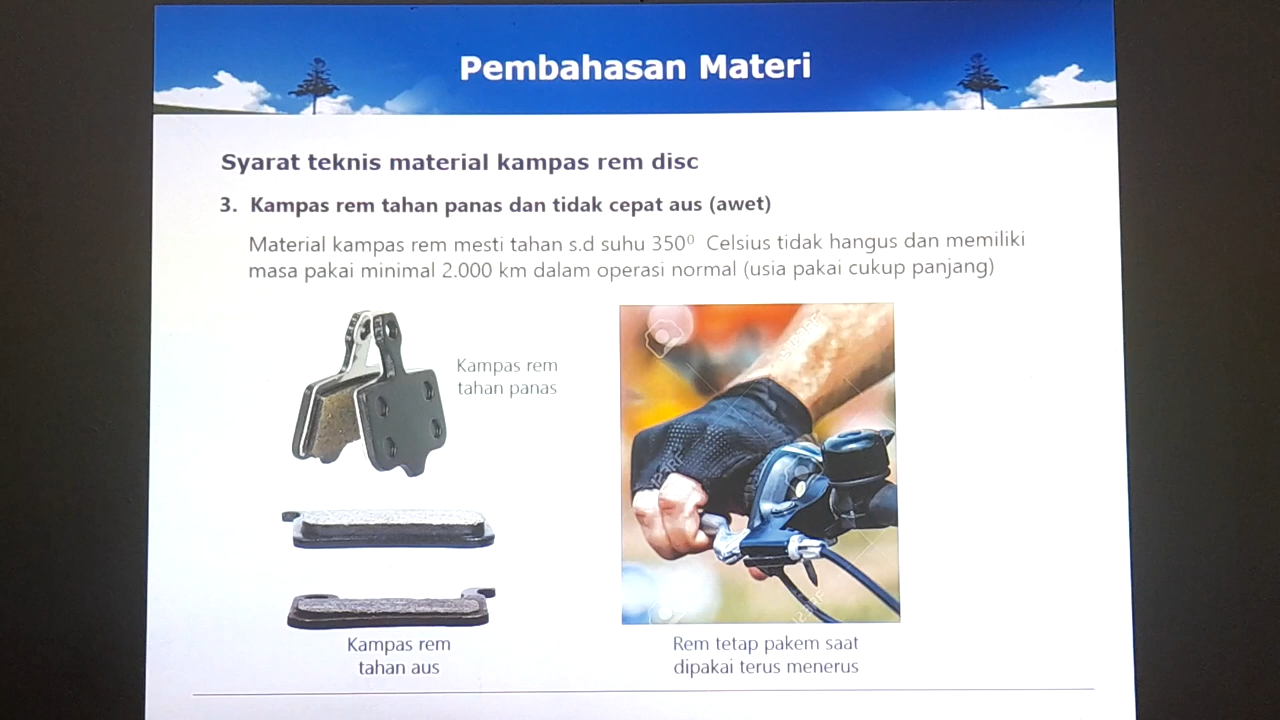 Pembahasan Materi
Syarat teknis material kampas rem disc
3. Kampas rem tahan panas dan tidak cepat aus (awet)
Material kampas rem mesti tahan s.d suhu 350⁰ Celsius tidak hangus dan memiliki
masa pakai minimal 2.000 km dalam operasi normal (usia pakai cukup panjang)
Kampas rem
tahan panas
Kampas rem
tahan aus
Rem tetap pakem saat
dipakai terus menerus